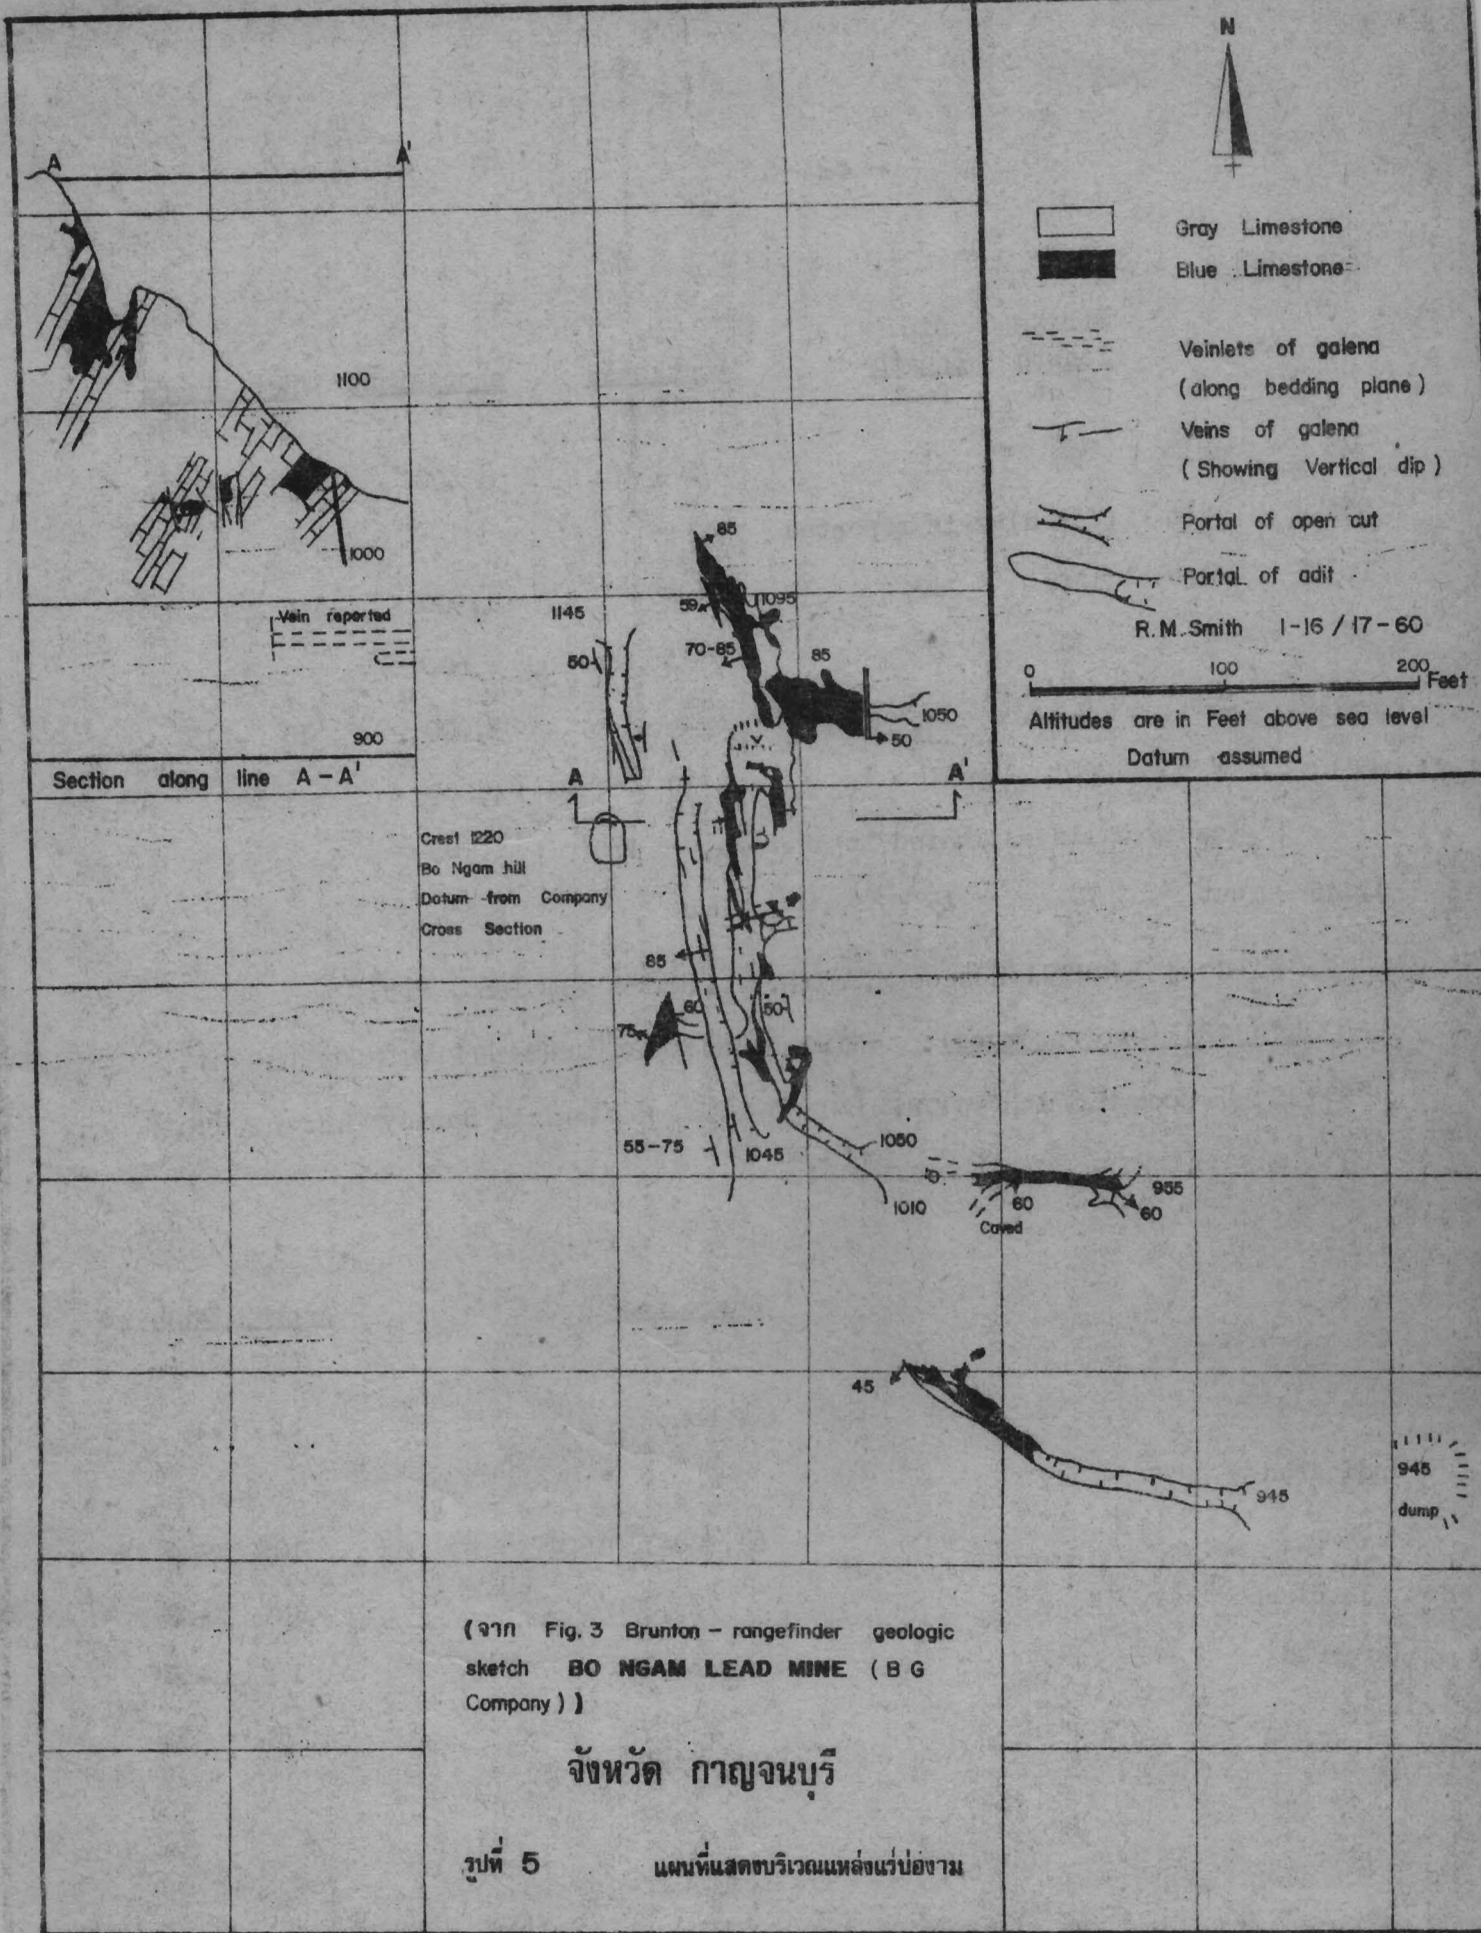 N
A
A'
Gray Limestone
Blue Limestone
Veinlets of galena
(along bedding plane)
Veins of galena
(Showing Vertical dip)
Portal of open cut
Portal of adit
R.M. Smith 1-16/17-60
0 100 200 Feet
Altitudes are in Feet above sea level
Datum assumed
1100
1000
Vein reported
900
Section along line A-A'
85
1145
59
1095
50
70-85
85
1050
50
A
A'
Crest 1220
Bo Ngam hill
Datum from Company
Cross Section
85
60
50
75
55-75
1045
1050
1010
955
60
60
Caved
45
945
945
dump
(จาก Fig. 3 Brunton - rangefinder geologic
sketch BO NGAM LEAD MINE (B G
Company))
จังหวัด กาญจนบุรี
รูปที่ 5 แผนที่แสดงบริเวณแหล่งแร่บ่องาม